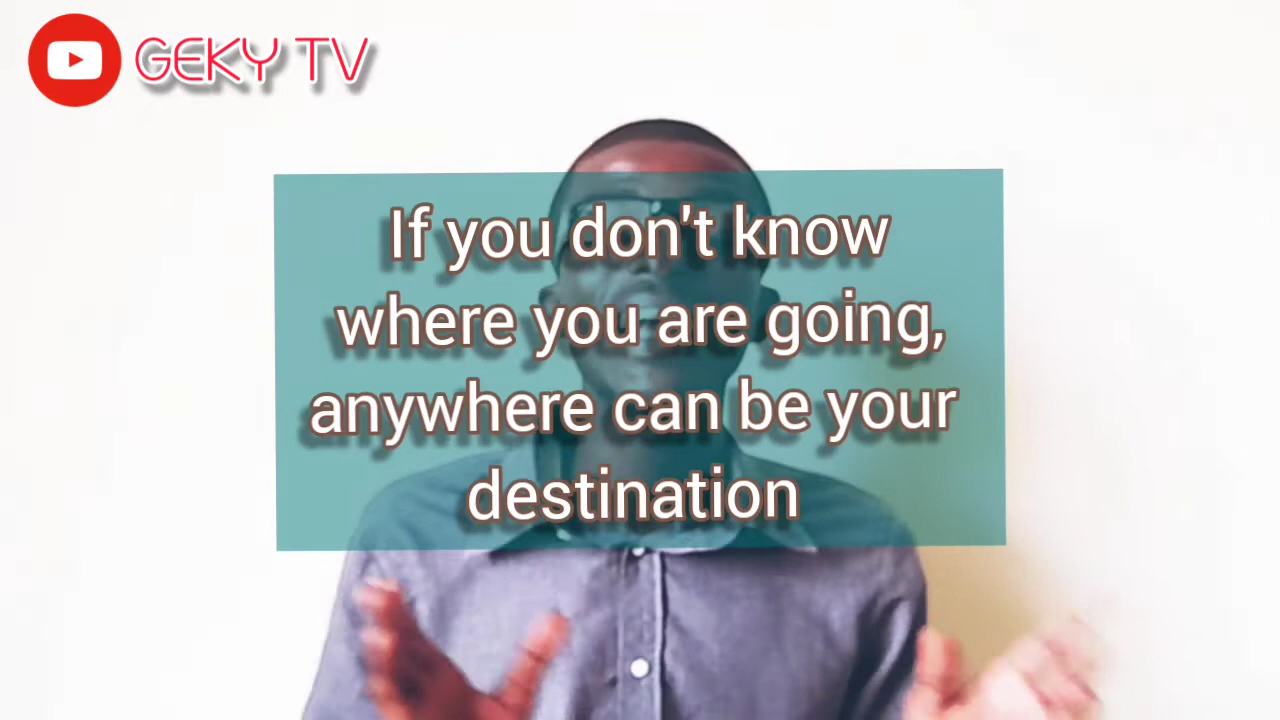 GEKY TV
If you don't know
where you are going,
anywhere can be your
destination